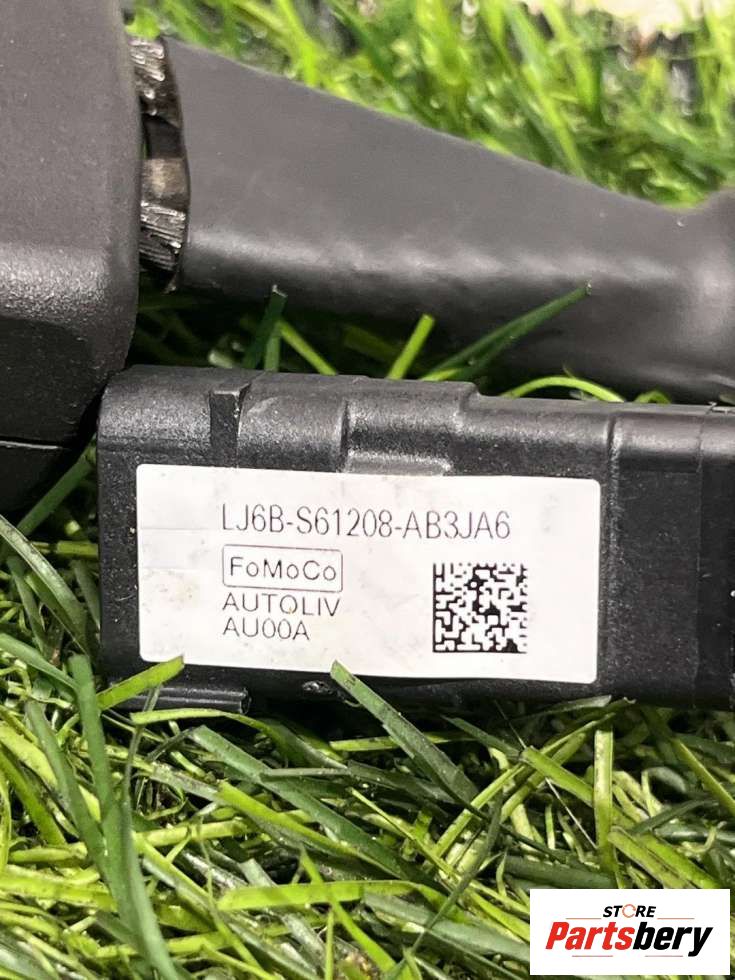 LJ6B-S61208-AB3JA6
FoMoCo
AUTOLIV
AU00A
STORE
Partsbery